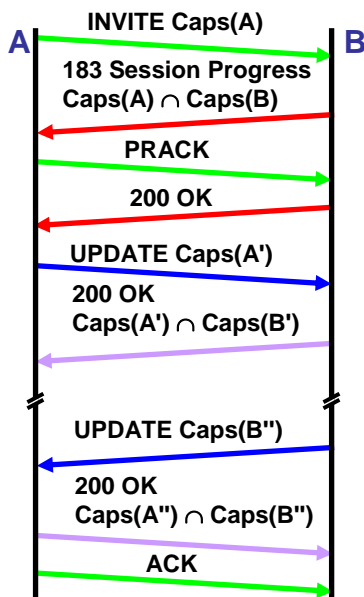 INVITE Caps(A)
A
B
183 Session Progress
Caps(A) ∩ Caps(B)
PRACK
200 OK
UPDATE Caps(A')
200 OK
Caps(A') ∩ Caps(B')
UPDATE Caps(B")
200 OK
Caps(A") ∩ Caps(B")
ACK